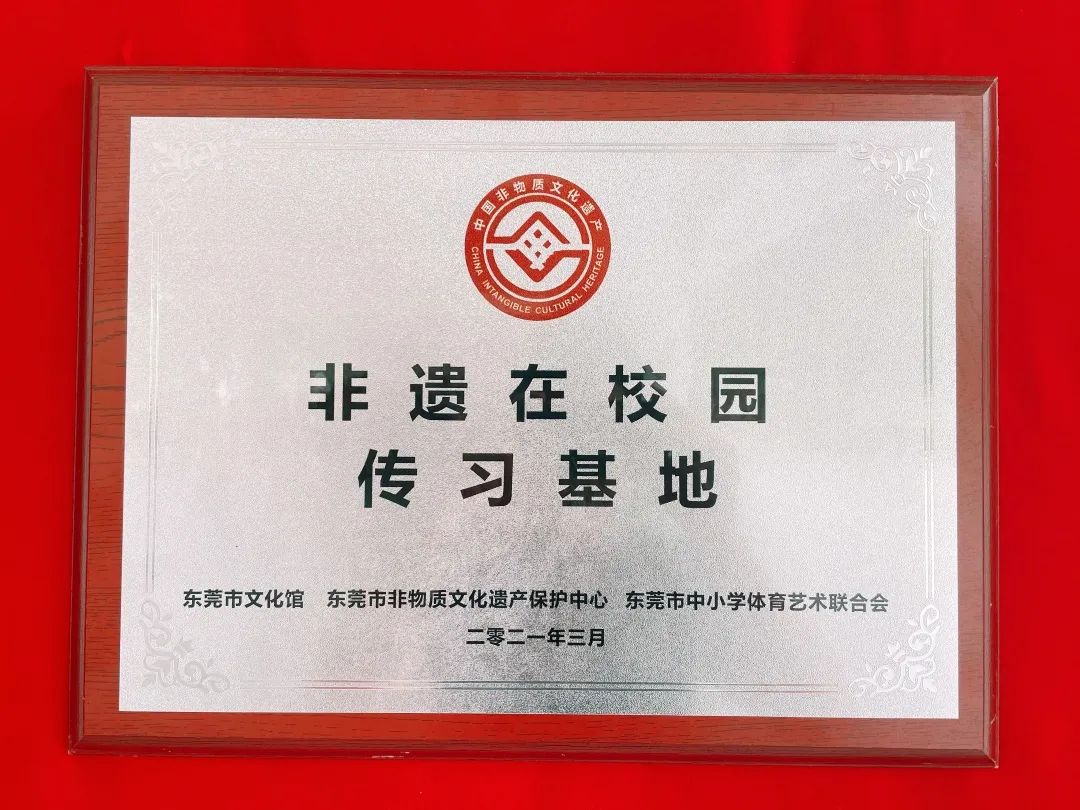 中国非物质文化遗产
CHINA INTANGIBLE CULTURAL HERITAGE
非遗在校园
传习基地
东莞市文化馆 东莞市非物质文化遗产保护中心 东莞市中小学体育艺术联合会
二零二一年三月